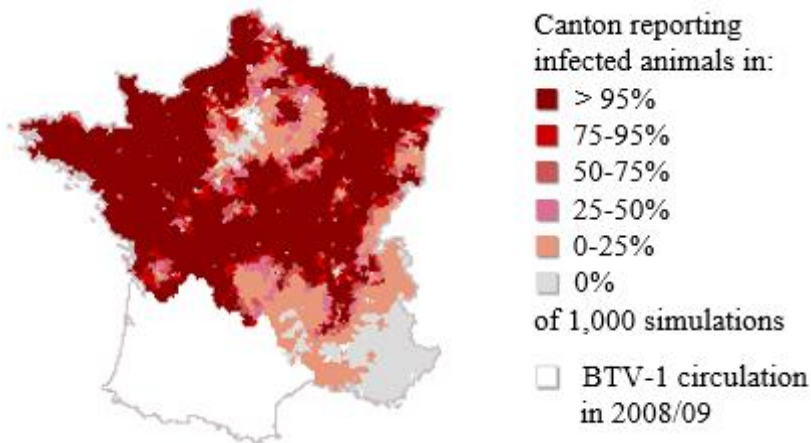 Canton reporting
infected animals in:
> 95%
75-95%
50-75%
25-50%
0-25%
0%
of 1,000 simulations
BTV-1 circulation
in 2008/09